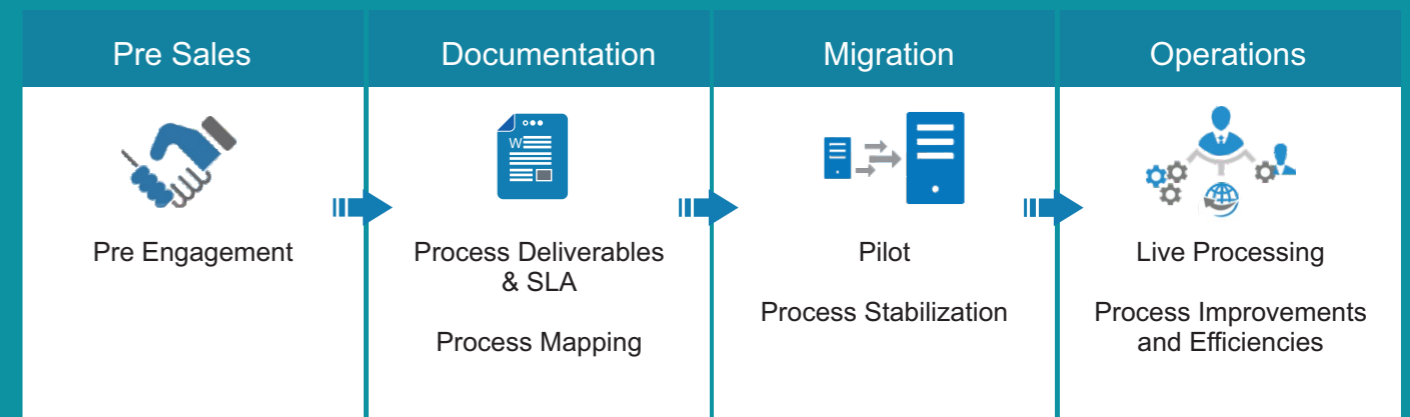 Pre Sales
Documentation
Migration
Operations
W
Pre Engagement
Process Deliverables
& SLA
Process Mapping
Pilot
Process Stabilization
Live Processing
Process Improvements
and Efficiencies